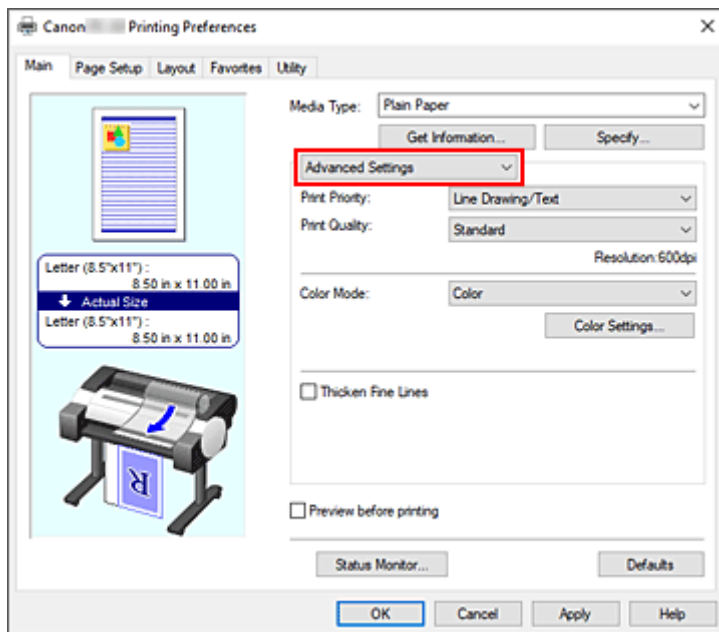 Canon Printing Preferences
Main Page Setup Layout Favorites Utility
Media Type: Plain Paper
Get Information... Specify...
Advanced Settings
Print Priority: Line Drawing/Text
Print Quality: Standard
Resolution:600dpi
Color Mode: Color
Color Settings...
Thicken Fine Lines
Letter (8.5"x11") :
8.50 in x 11.00 in
Actual Size
Letter (8.5"x11") :
8.50 in x 11.00 in
R
Preview before printing
Status Monitor... Defaults
OK Cancel Apply Help